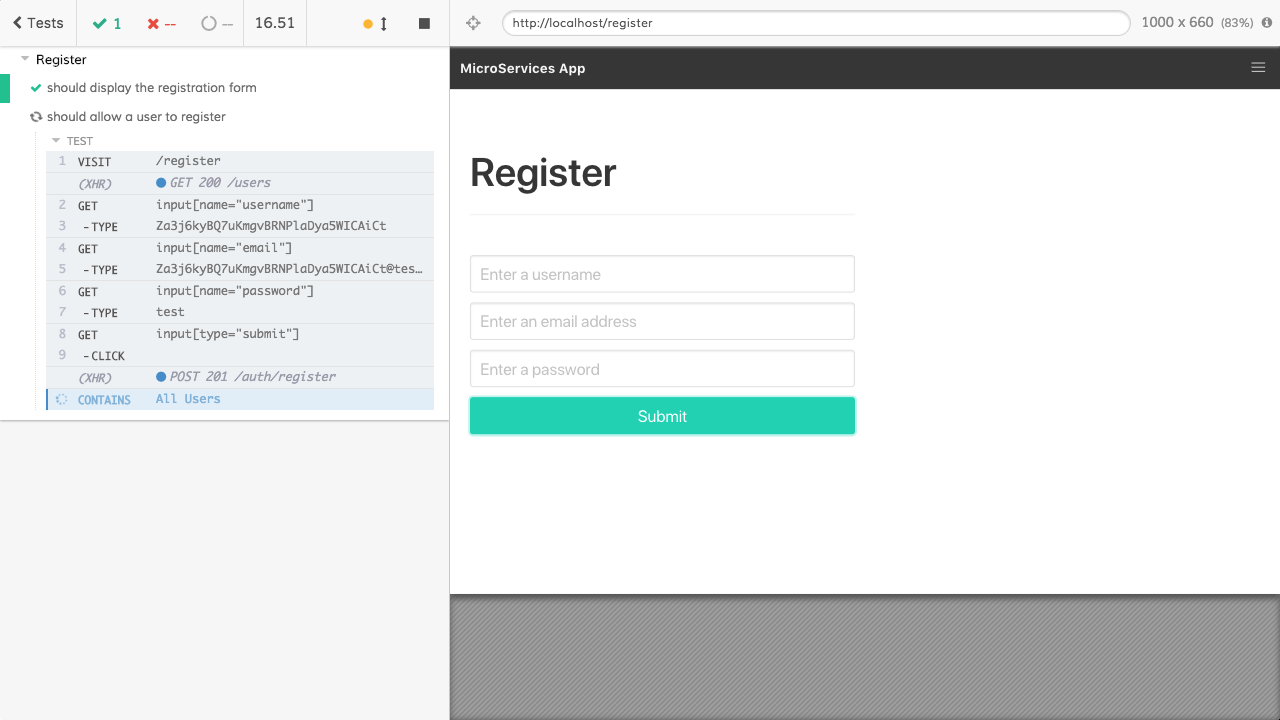 Tests 1 -- -- 16.51
http://localhost/register 1000 x 660 (83%)
Register
should display the registration form
should allow a user to register
TEST
1 VISIT /register
(XHR) GET 200 /users
2 GET input[name="username"]
3 -TYPE Za3j6kyBQ7uKmgvBRNPlaDya5WICAiCt
4 GET input[name="email"]
5 -TYPE Za3j6kyBQ7uKmgvBRNPlaDya5WICAiCt@tes…
6 GET input[name="password"]
7 -TYPE test
8 GET input[type="submit"]
9 -CLICK
(XHR) POST 201 /auth/register
CONTAINS All Users
MicroServices App
Register
Enter a username
Enter an email address
Enter a password
Submit